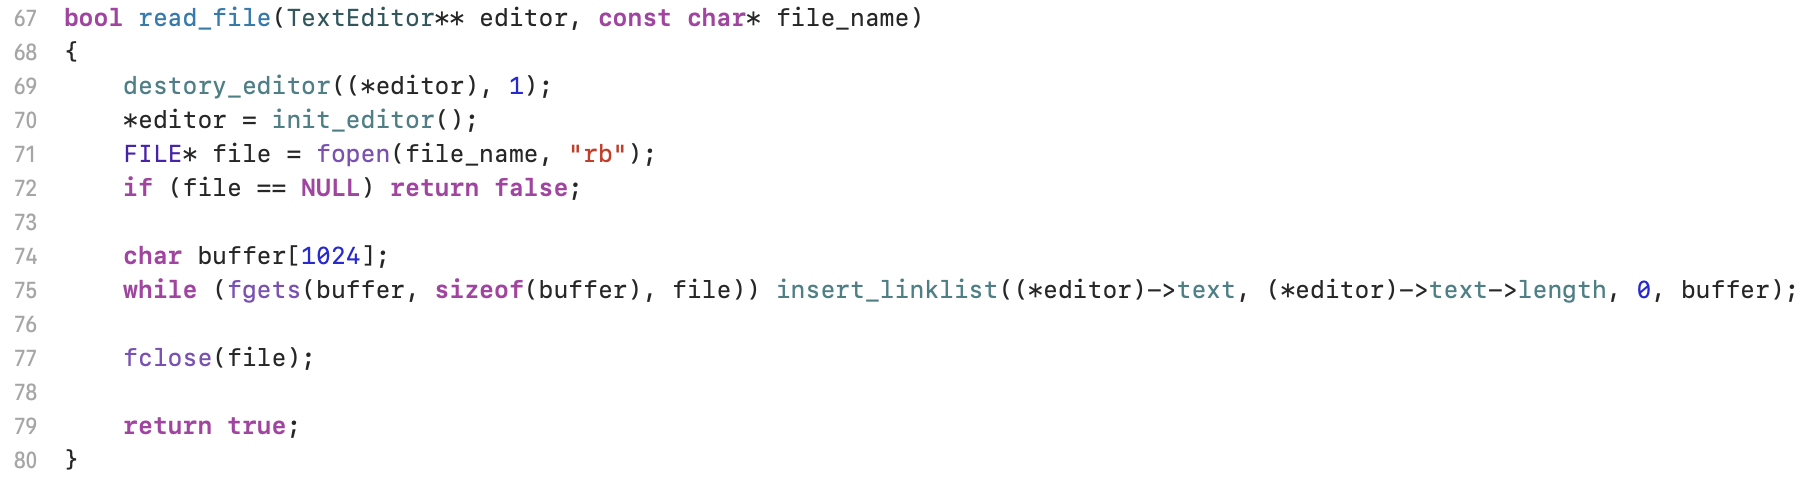 67 bool read_file(TextEditor** editor, const char* file_name)
68 {
69     destory_editor((*editor), 1);
70     *editor = init_editor();
71     FILE* file = fopen(file_name, "rb");
72     if (file == NULL) return false;
73
74     char buffer[1024];
75     while (fgets(buffer, sizeof(buffer), file)) insert_linklist((*editor)->text, (*editor)->text->length, 0, buffer);
76
77     fclose(file);
78
79     return true;
80 }